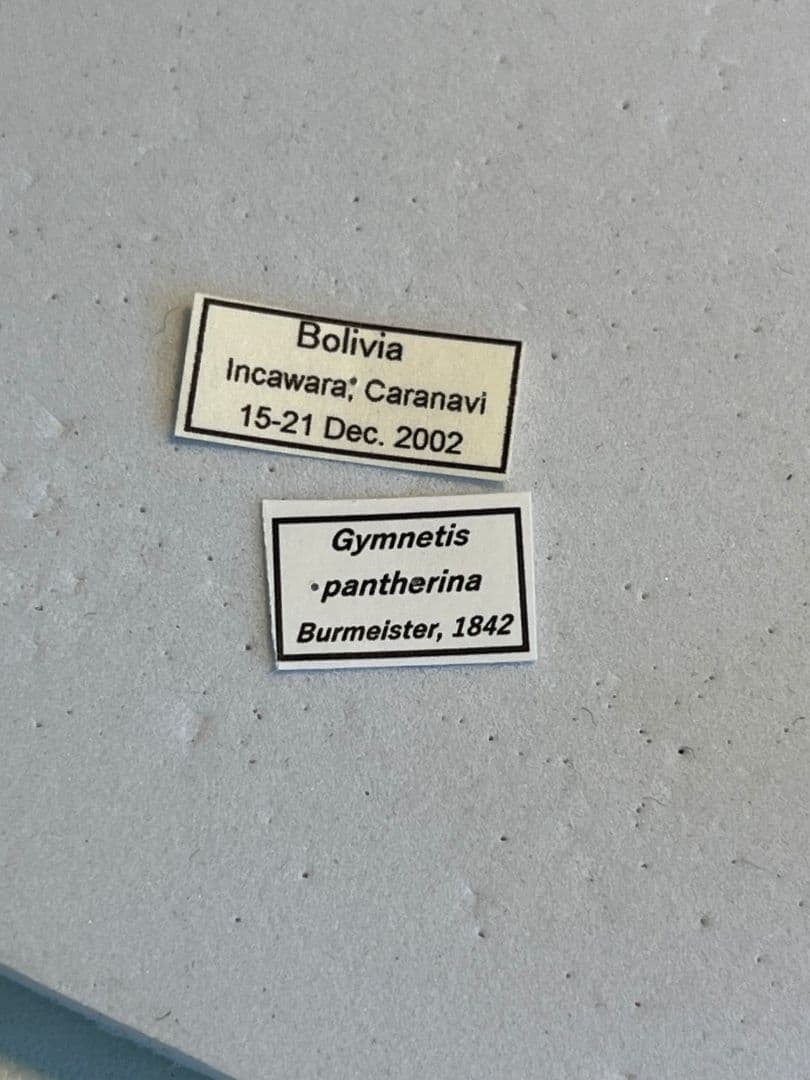 Bolivia
Incawara, Caranavi
15-21 Dec. 2002
Gymnetis
pantherina
Burmeister, 1842